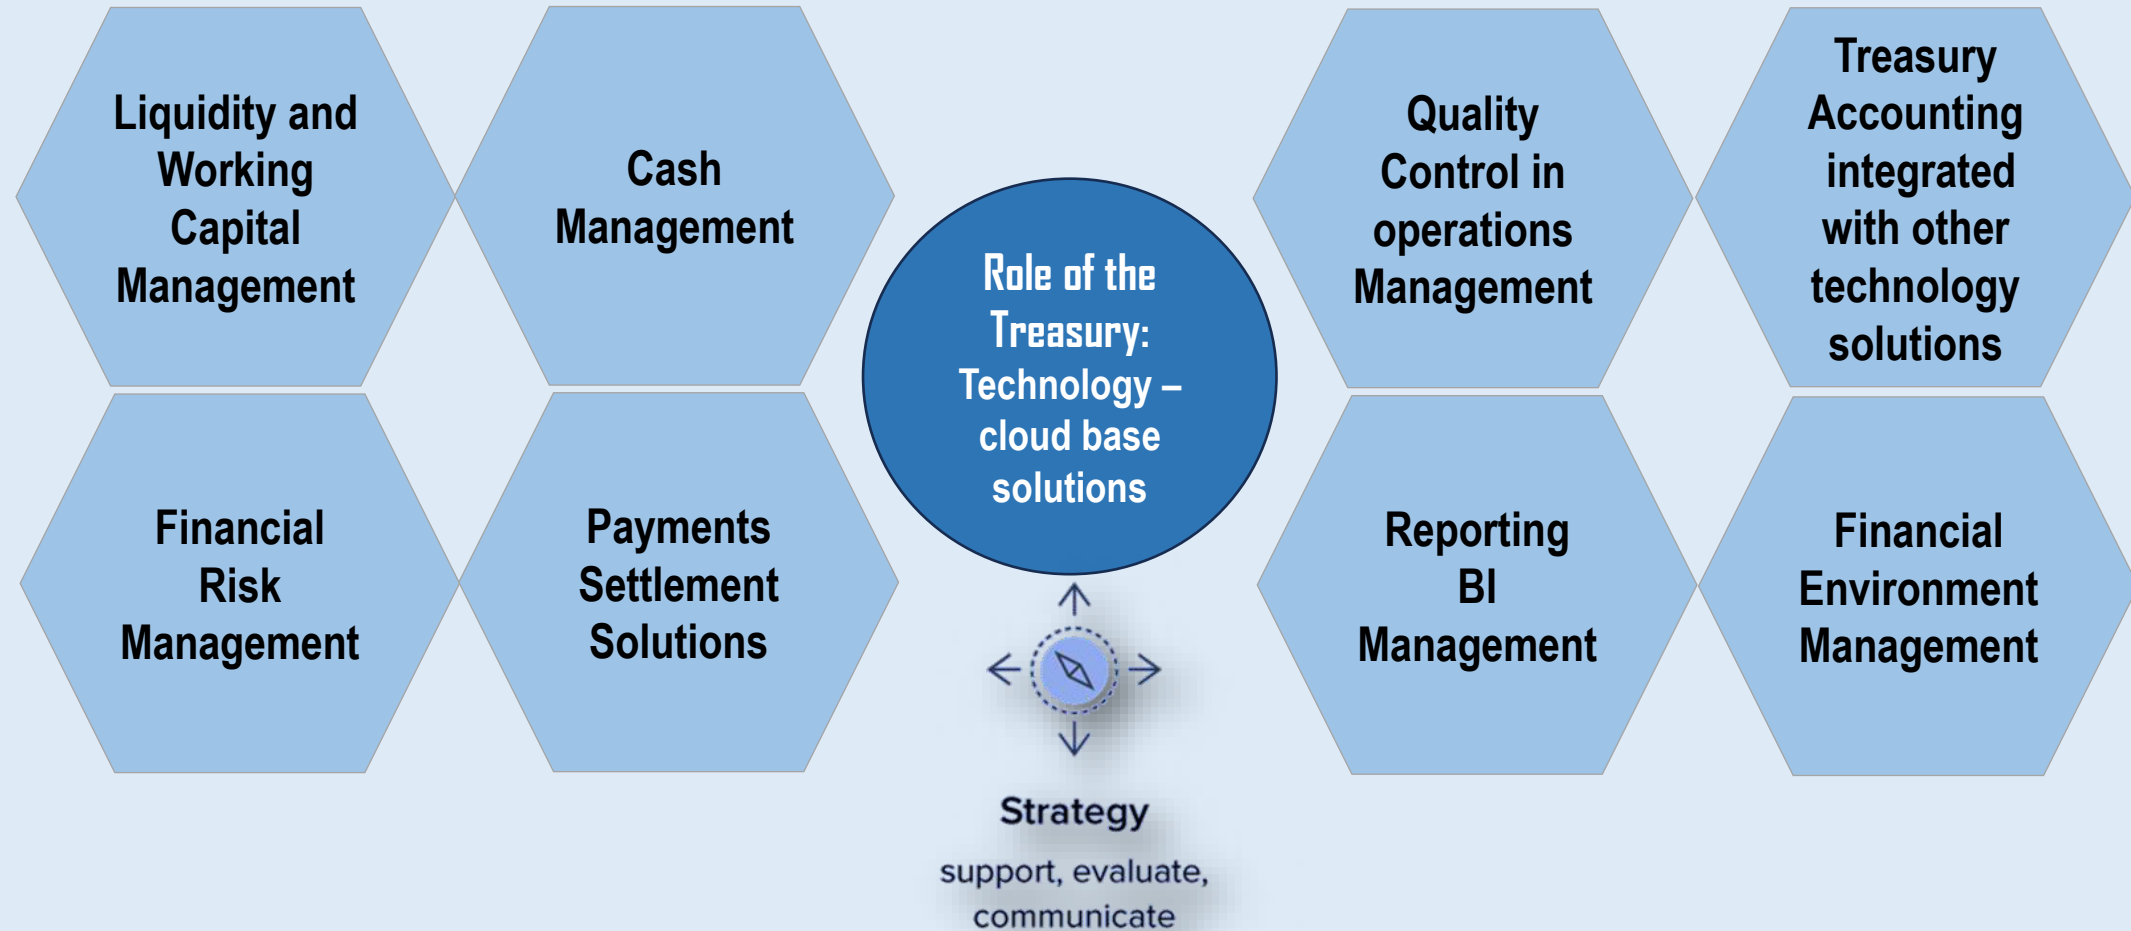 Liquidity and
Working
Capital
Management
Cash
Management
Financial
Risk
Management
Payments
Settlement
Solutions
Role of the
Treasury:
Technology –
cloud base
solutions
Strategy
support, evaluate,
communicate
Quality
Control in
operations
Management
Treasury
Accounting
integrated
with other
technology
solutions
Reporting
BI
Management
Financial
Environment
Management